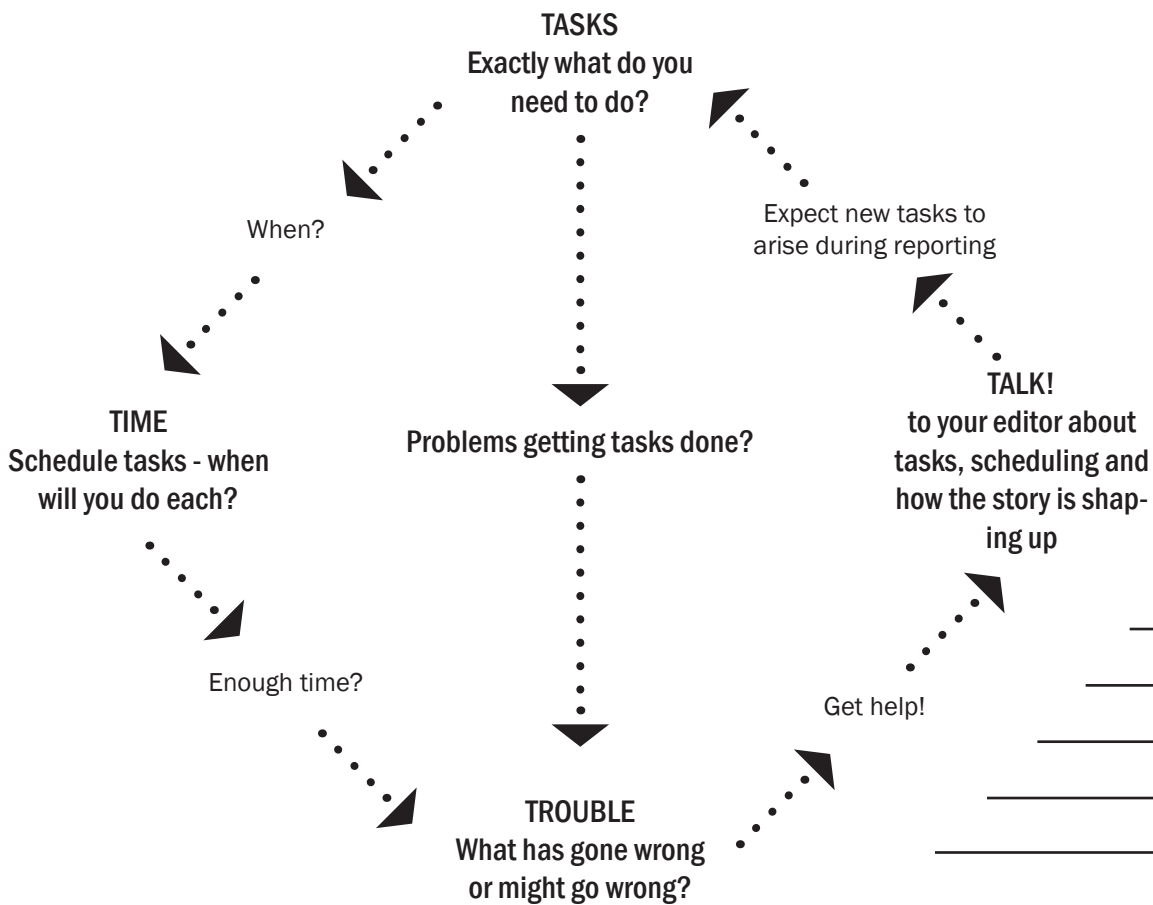 TASKS
Exactly what do you
need to do?
When?
Expect new tasks to
arise during reporting
TIME
Schedule tasks - when
will you do each?
Problems getting tasks done?
TALK!
to your editor about
tasks, scheduling and
how the story is shap-
ing up
Enough time?
Get help!
TROUBLE
What has gone wrong
or might go wrong?